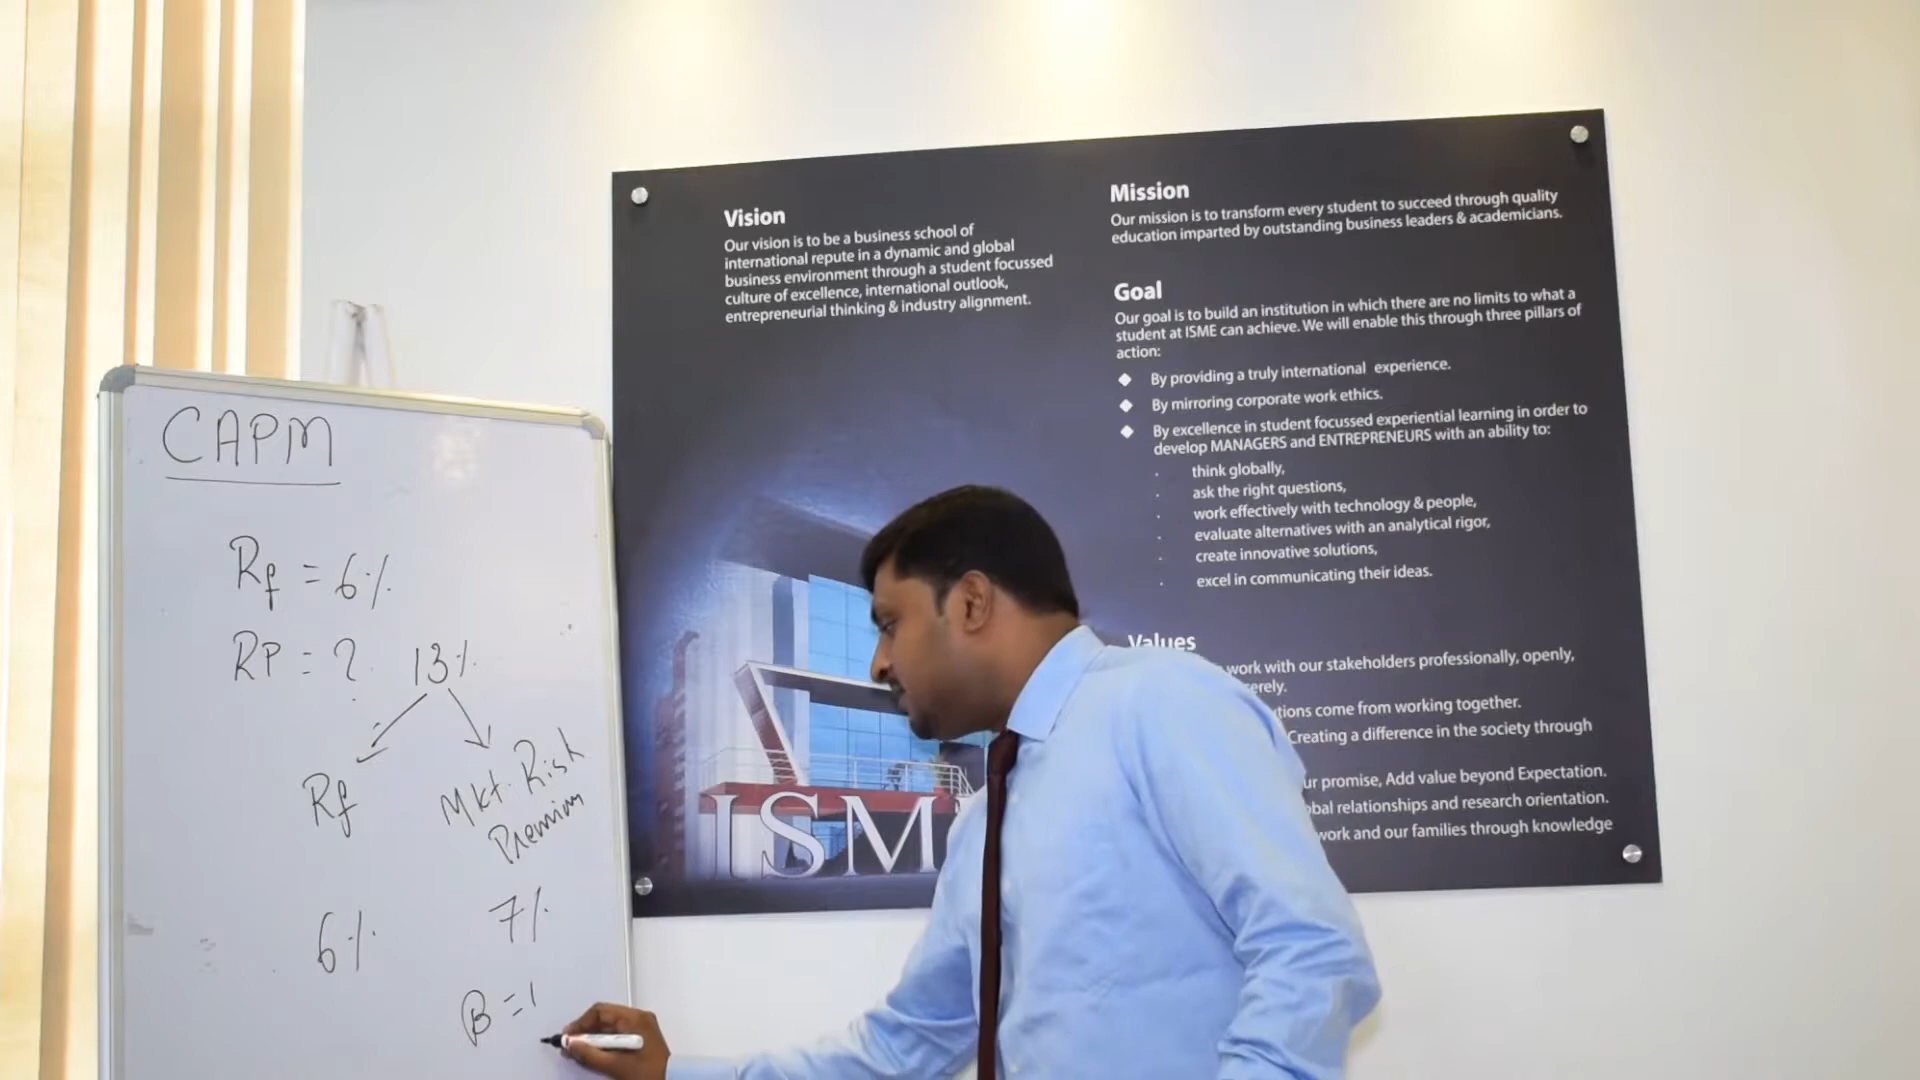 CAPM
Rf = 6%
RP = ? 13%
Rf
Mkt. Risk
Premium
6%
7%
B = 1
Vision
Our vision is to be a business school of
international repute in a dynamic and global
business environment through a student focussed
culture of excellence, international outlook,
entrepreneurial thinking & industry alignment.
Mission
Our mission is to transform every student to succeed through quality
education imparted by outstanding business leaders & academicians.
Goal
Our goal is to build an institution in which there are no limits to what a
student at ISME can achieve. We will enable this through three pillars of
action:
◆ By providing a truly international experience.
◆ By mirroring corporate work ethics.
◆ By excellence in student focussed experiential learning in order to
develop MANAGERS and ENTREPRENEURS with an ability to:
. think globally,
. ask the right questions,
. work effectively with technology & people,
. evaluate alternatives with an analytical rigor,
. create innovative solutions,
. excel in communicating their ideas.
Values
work with our stakeholders professionally, openly,
come from working together.
Creating a difference in the society through
promise, Add value beyond Expectation.
relationships and research orientation.
work and our families through knowledge
ISM